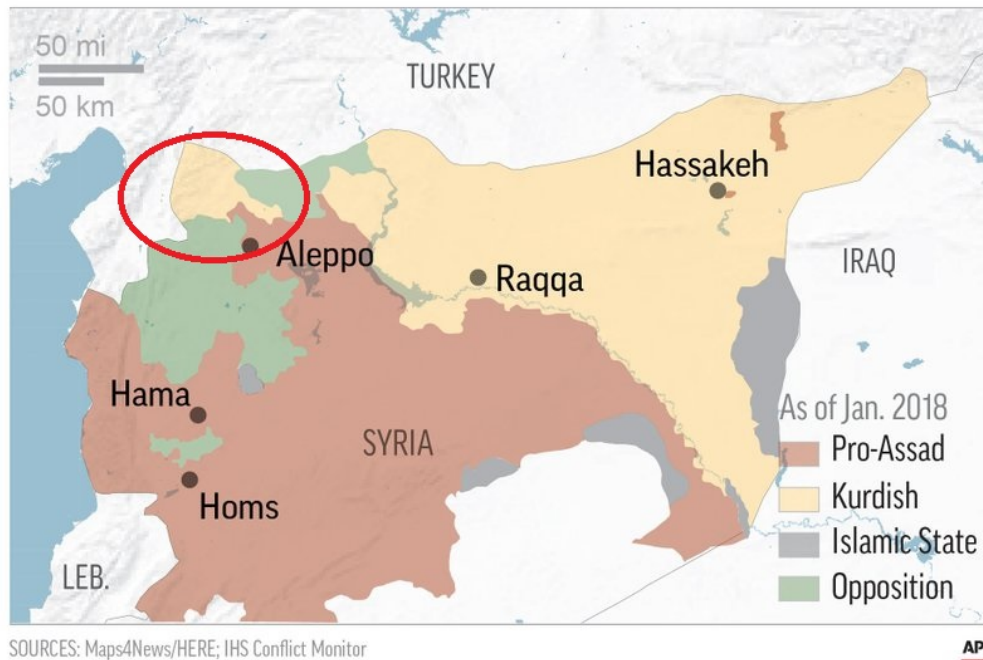 50 mi
50 km
TURKEY
Hassakeh
Aleppo
Raqqa
IRAQ
Hama
SYRIA
Homs
LEB.
As of Jan. 2018
Pro-Assad
Kurdish
Islamic State
Opposition
SOURCES: Maps4News/HERE; IHS Conflict Monitor
AP